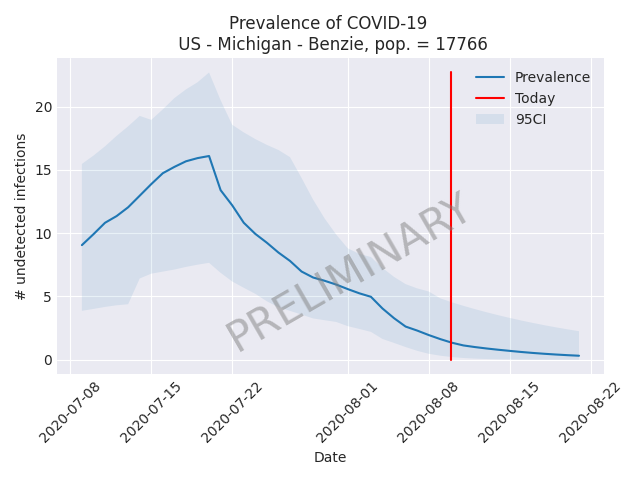 Prevalence of COVID-19
US - Michigan - Benzie, pop. = 17766
Prevalence
Today
95CI
# undetected infections
20
15
10
5
0
PRELIMINARY
2020-07-08
2020-07-15
2020-07-22
2020-08-01
2020-08-08
2020-08-15
2020-08-22
Date